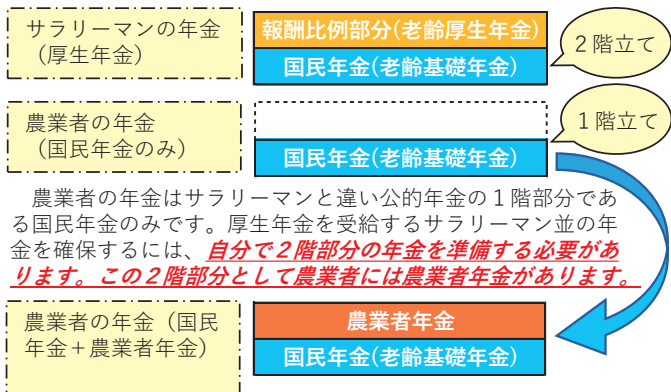 サラリーマンの年金
（厚生年金）
報酬比例部分(老齢厚生年金)
国民年金(老齢基礎年金)
２階立て
農業者の年金
（国民年金のみ）
国民年金(老齢基礎年金)
１階立て
農業者の年金はサラリーマンと違い公的年金の１階部分であ
る国民年金のみです。厚生年金を受給するサラリーマン並の年
金を確保するには、自分で２階部分の年金を準備する必要があ
ります。この２階部分として農業者には農業者年金があります。
農業者の年金（国民
年金＋農業者年金）
農業者年金
国民年金(老齢基礎年金)